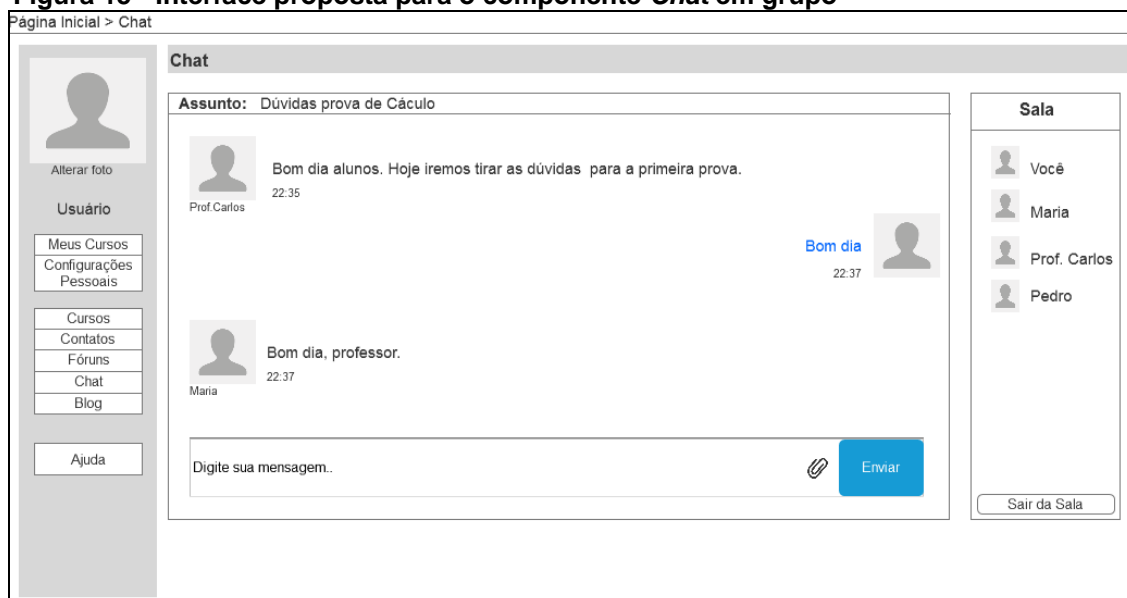 Figura - Interface proposta para o componente Chat em grupo
Página Inicial > Chat
Alterar foto
Usuário
Meus Cursos
Configurações
Pessoais
Cursos
Contatos
Fóruns
Chat
Blog
Ajuda
Chat
Assunto: Dúvidas prova de Cáculo
Bom dia alunos. Hoje iremos tirar as dúvidas para a primeira prova.
22:35
Prof.Carlos
Bom dia
22:37
Bom dia, professor.
22:37
Maria
Digite sua mensagem..
Enviar
Sala
Você
Maria
Prof. Carlos
Pedro
Sair da Sala